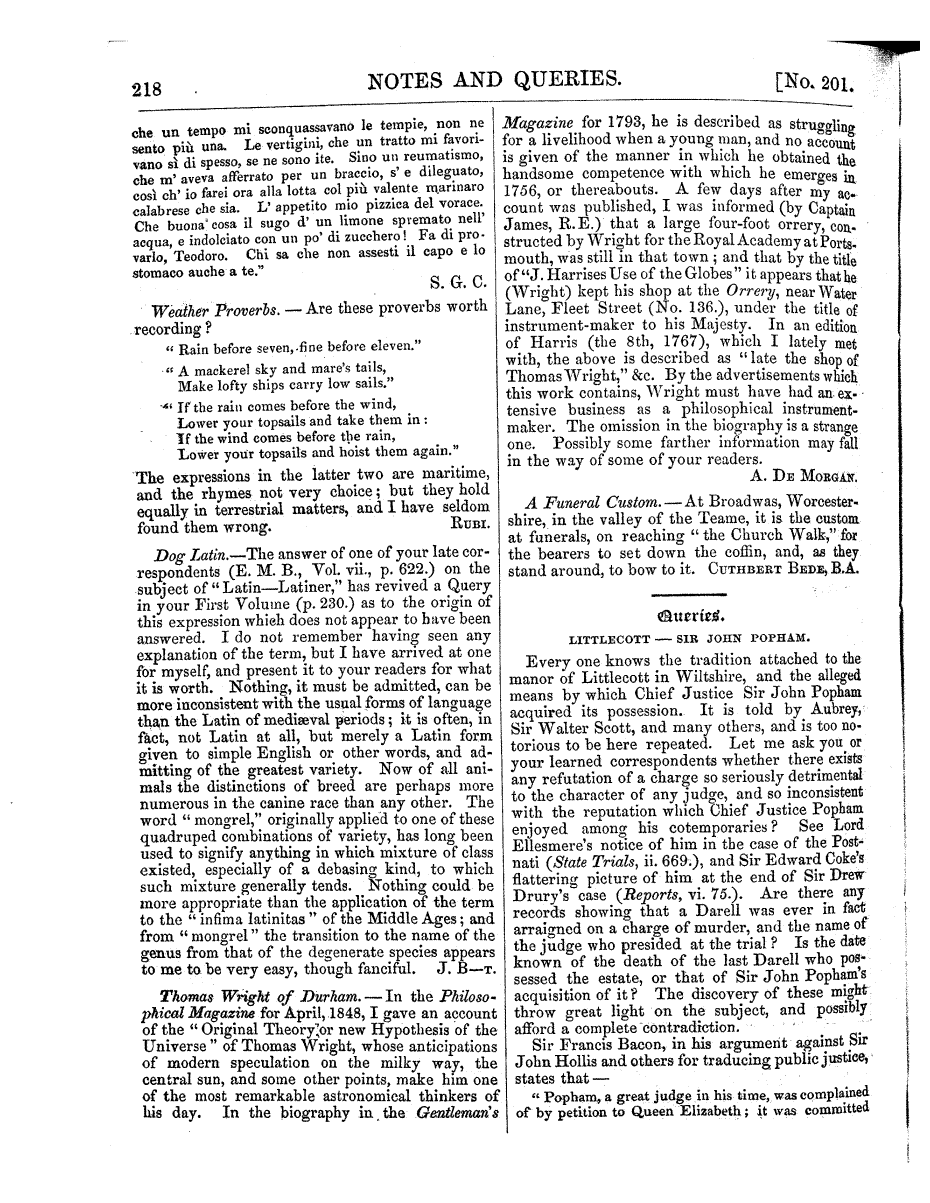 218 NOTES AND QUERIES. [No. 201.
che un tempo mi sconquassavano le tempie, non ne
sento più una. Le vertigini, che un tratto mi favori-
vano sì di spesso, se ne sono ite. Sino un reumatismo,
che m' aveva afferrato per un braccio, s' e dileguato,
così ch' io farei ora alla lotta col più valente marinaro
calabrese che sia. L' appetito mio pizzica del vorace.
Che buona cosa il sugo d' un limone spremato nell'
acqua, e indolciato con un po' di zucchero! Fa di pro-
varlo, Teodoro. Chi sa che non assesti il capo e lo
stomaco auche a te."
S. G. C.
Weather Proverbs. — Are these proverbs worth
recording?
" Rain before seven, fine before eleven."
" A mackerel sky and mare's tails,
Make lofty ships carry low sails."
" If the rain comes before the wind,
Lower your topsails and take them in:
If the wind comes before the rain,
Lower your topsails and hoist them again."
The expressions in the latter two are maritime,
and the rhymes not very choice; but they hold
equally in terrestrial matters, and I have seldom
found them wrong. RUBI.
Dog Latin.—The answer of one of your late cor-
respondents (E. M. B., Vol. vii., p. 622.) on the
subject of " Latin—Latiner," has revived a Query
in your First Volume (p. 230.) as to the origin of
this expression which does not appear to have been
answered. I do not remember having seen any
explanation of the term, but I have arrived at one
for myself, and present it to your readers for what
it is worth. Nothing, it must be admitted, can be
more inconsistent with the usual forms of language
than the Latin of mediæval periods; it is often, in
fact, not Latin at all, but merely a Latin form
given to simple English or other words, and ad-
mitting of the greatest variety. Now of all ani-
mals the distinctions of breed are perhaps more
numerous in the canine race than any other. The
word " mongrel," originally applied to one of these
quadruped combinations of variety, has long been
used to signify anything in which mixture of class
existed, especially of a debasing kind, to which
such mixture generally tends. Nothing could be
more appropriate than the application of the term
to the " infima latinitas " of the Middle Ages; and
from " mongrel " the transition to the name of the
genus from that of the degenerate species appears
to me to be very easy, though fanciful. J. B—T.
Thomas Wright of Durham. — In the Philoso-
phical Magazine for April, 1848, I gave an account
of the " Original Theory or new Hypothesis of the
Universe " of Thomas Wright, whose anticipations
of modern speculation on the milky way, the
central sun, and some other points, make him one
of the most remarkable astronomical thinkers of
his day. In the biography in the Gentleman's
Magazine for 1793, he is described as struggling
for a livelihood when a young man, and no account
is given of the manner in which he obtained the
handsome competence with which he emerges in
1756, or thereabouts. A few days after my ac-
count was published, I was informed (by Captain
James, R.E.) that a large four-foot orrery, con-
structed by Wright for the Royal Academy at Ports-
mouth, was still in that town; and that by the title
of "J. Harrises Use of the Globes" it appears that he
(Wright) kept his shop at the Orrery, near Water
Lane, Fleet Street (No. 136.), under the title of
instrument-maker to his Majesty. In an edition
of Harris (the 8th, 1767), which I lately met
with, the above is described as " late the shop of
Thomas Wright," &c. By the advertisements which
this work contains, Wright must have had an ex-
tensive business as a philosophical instrument-
maker. The omission in the biography is a strange
one. Possibly some farther information may fall
in the way of some of your readers.
A. DE MORGAN.
A Funeral Custom. — At Broadwas, Worcester-
shire, in the valley of the Teame, it is the custom
at funerals, on reaching " the Church Walk," for
the bearers to set down the coffin, and, as they
stand around, to bow to it. CUTHBERT BEDE, B.A.
Queries.
LITTLECOTT — SIR JOHN POPHAM.
Every one knows the tradition attached to the
manor of Littlecott in Wiltshire, and the alleged
means by which Chief Justice Sir John Popham
acquired its possession. It is told by Aubrey,
Sir Walter Scott, and many others, and is too no-
torious to be here repeated. Let me ask you or
your learned correspondents whether there exists
any refutation of a charge so seriously detrimental
to the character of any judge, and so inconsistent
with the reputation which Chief Justice Popham
enjoyed among his cotemporaries? See Lord
Ellesmere's notice of him in the case of the Post-
nati (State Trials, ii. 669.), and Sir Edward Coke's
flattering picture of him at the end of Sir Drew
Drury's case (Reports, vi. 75.). Are there any
records showing that a Darell was ever in fact
arraigned on a charge of murder, and the name of
the judge who presided at the trial? Is the date
known of the death of the last Darell who pos-
sessed the estate, or that of Sir John Popham's
acquisition of it? The discovery of these might
throw great light on the subject, and possibly
afford a complete contradiction.
Sir Francis Bacon, in his argument against Sir
John Hollis and others for traducing public justice,
states that —
" Popham, a great judge in his time, was complained
of by petition to Queen Elizabeth; it was committed